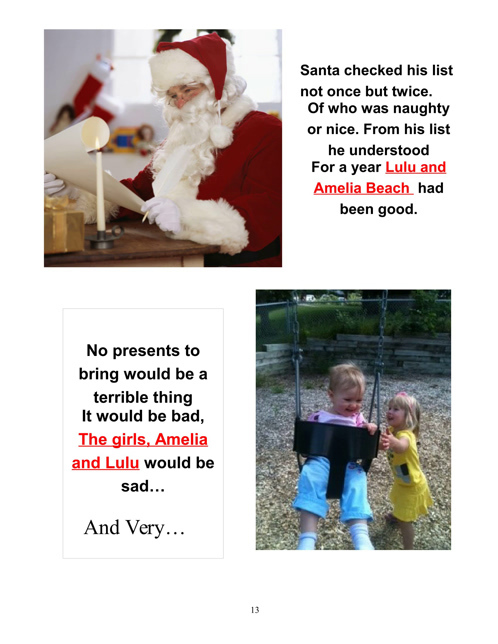 Santa checked his list
not once but twice.
Of who was naughty
or nice. From his list
he understood
For a year Lulu and
Amelia Beach had
been good.
No presents to
bring would be a
terrible thing
It would be bad,
The girls, Amelia
and Lulu would be
sad…
And Very…
13